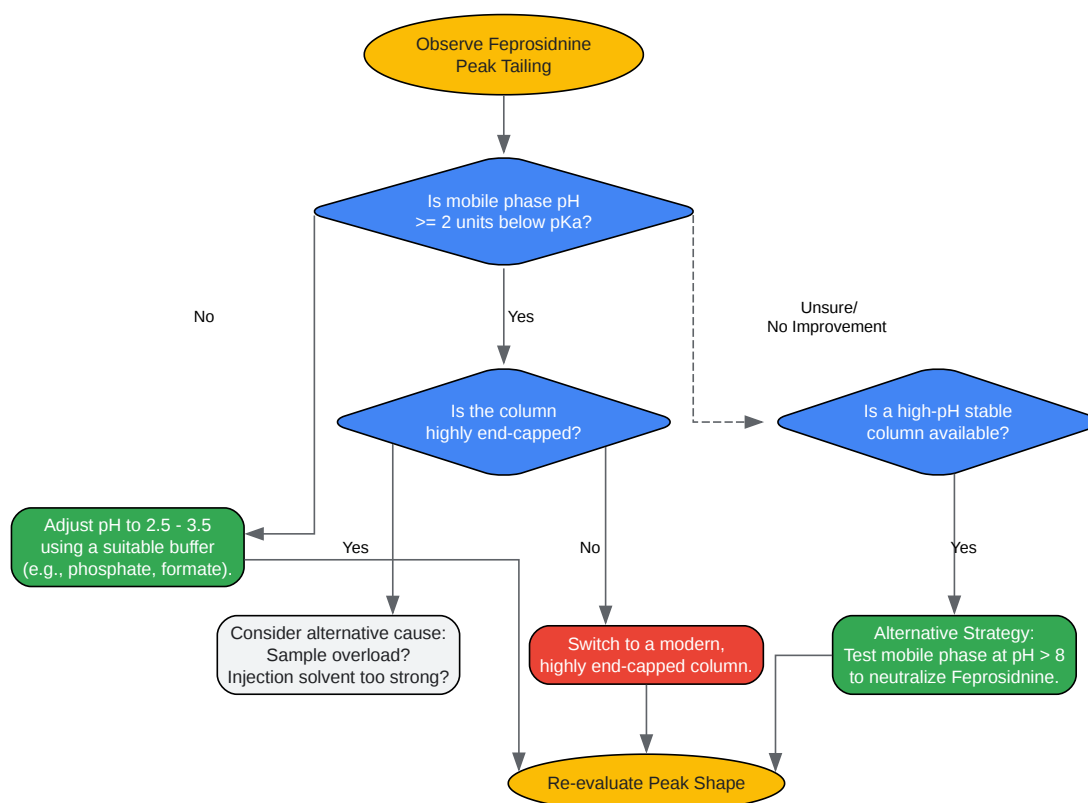 Observe Feprosidnine
Peak Tailing
Is mobile phase pH
>= 2 units below pKa?
No
Yes
Unsure/
No Improvement
Is the column
highly end-capped?
Is a high-pH stable
column available?
Adjust pH to 2.5 - 3.5
using a suitable buffer
(e.g., phosphate, formate).
Yes
No
Yes
Consider alternative cause:
Sample overload?
Injection solvent too strong?
Switch to a modern,
highly end-capped column.
Alternative Strategy:
Test mobile phase at pH > 8
to neutralize Feprosidnine.
Re-evaluate Peak Shape